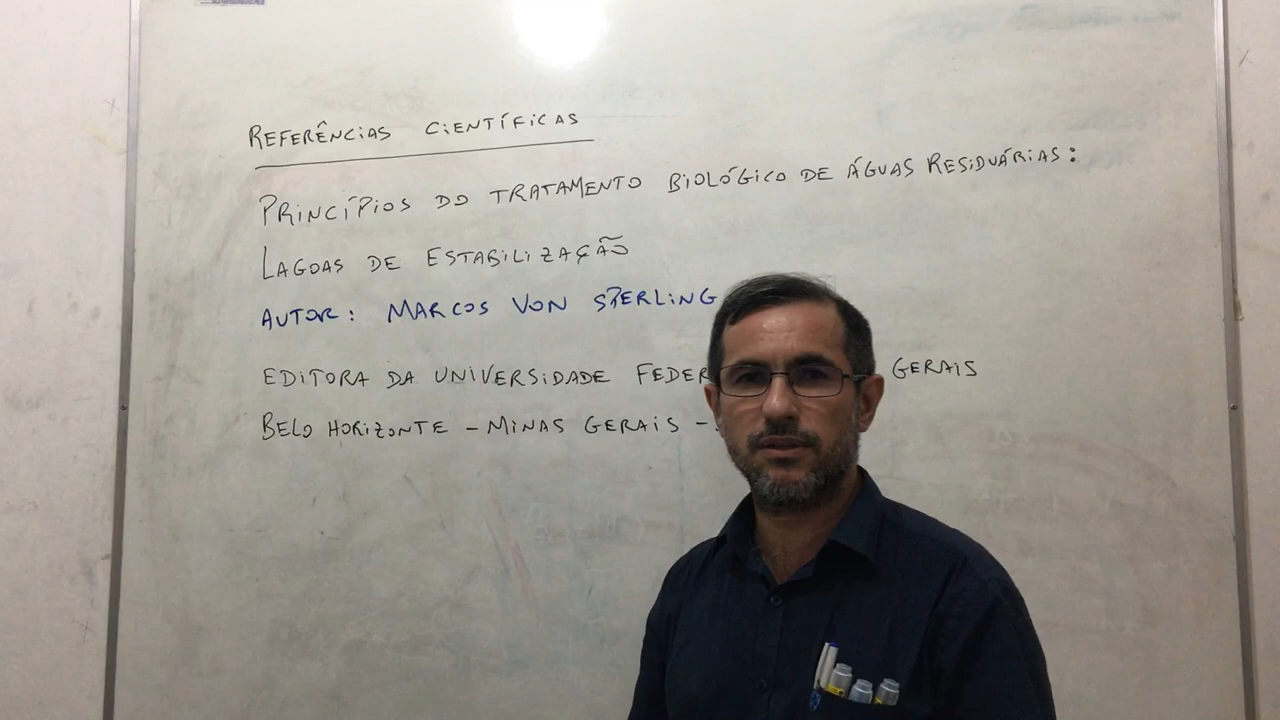 REFERÊNCIAS CIENTÍFICAS
PRINCÍPIOS DO TRATAMENTO BIOLÓGICO DE ÁGUAS RESIDUÁRIAS:
LAGOAS DE ESTABILIZAÇÃO
AUTOR: MARCOS VON SPERLING
EDITORA DA UNIVERSIDADE FEDER GERAIS
BELO HORIZONTE - MINAS GERAIS -